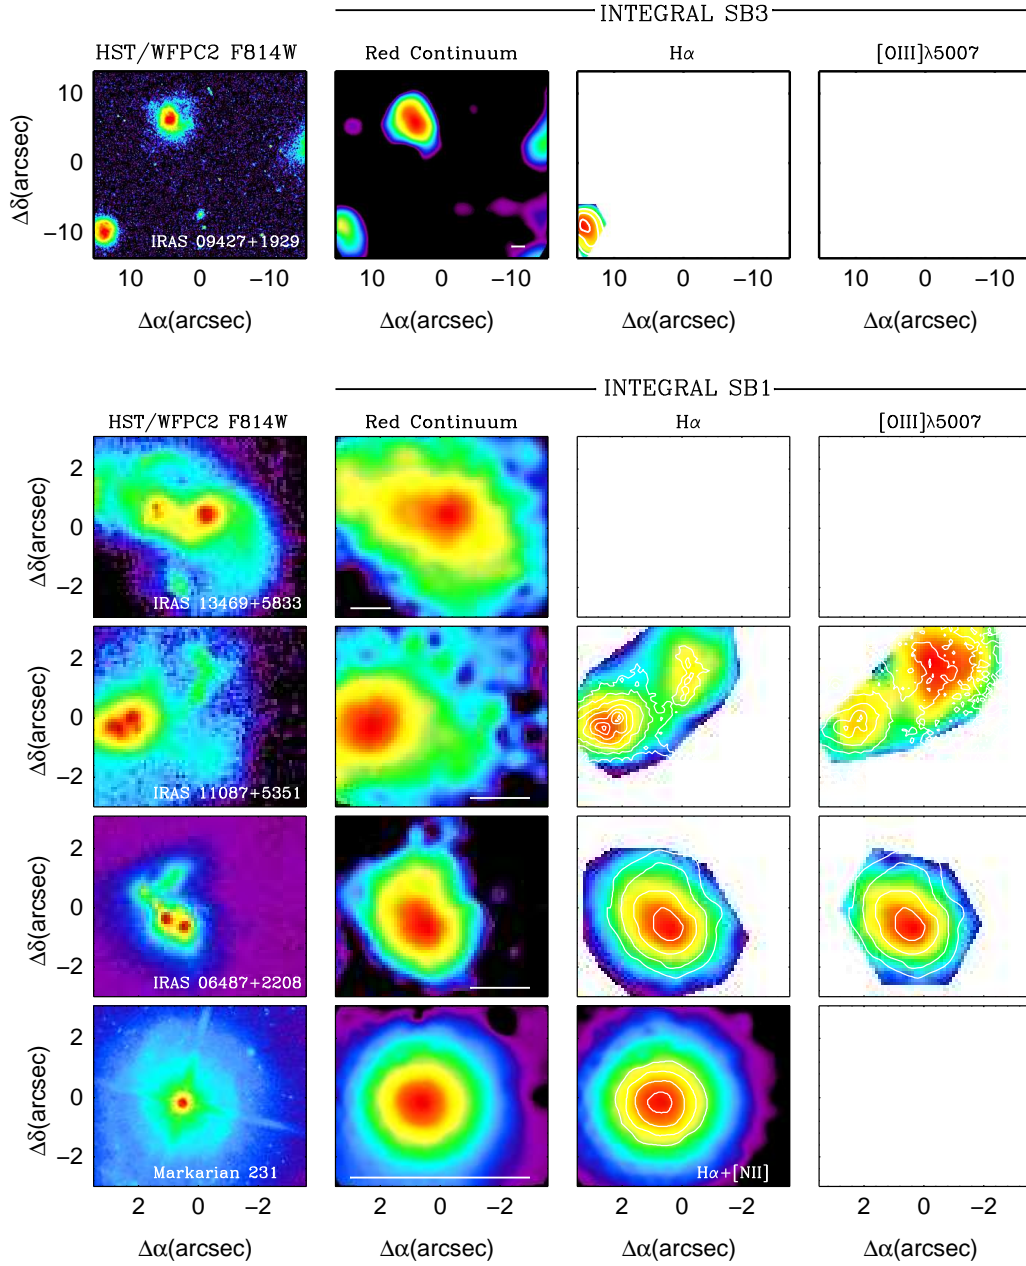 INTEGRAL SB3
HST/WFPC2 F814W Red Continuum Hα [OIII]λ5007
Δδ(arcsec)
10
0
−10
IRAS 09427+1929
10 0 −10 10 0 −10 10 0 −10 10 0 −10
Δα(arcsec) Δα(arcsec) Δα(arcsec) Δα(arcsec)
INTEGRAL SB1
HST/WFPC2 F814W Red Continuum Hα [OIII]λ5007
Δδ(arcsec)
2
0
−2
IRAS 13469+5833
Δδ(arcsec)
2
0
−2
IRAS 11087+5351
Δδ(arcsec)
2
0
−2
IRAS 06487+2208
Δδ(arcsec)
2
0
−2
Markarian 231
Hα+[NII]
2 0 −2 2 0 −2 2 0 −2 2 0 −2
Δα(arcsec) Δα(arcsec) Δα(arcsec) Δα(arcsec)